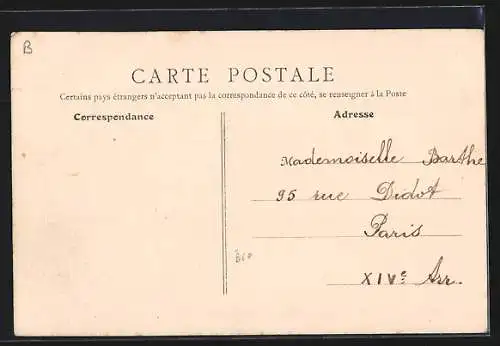 B
CARTE POSTALE
Certains pays étrangers n'acceptant pas la correspondance de ce côté, se renseigner à la Poste
Correspondance
Adresse
Mademoiselle Barthe
95 rue Didot
Paris
XIVe Arr.